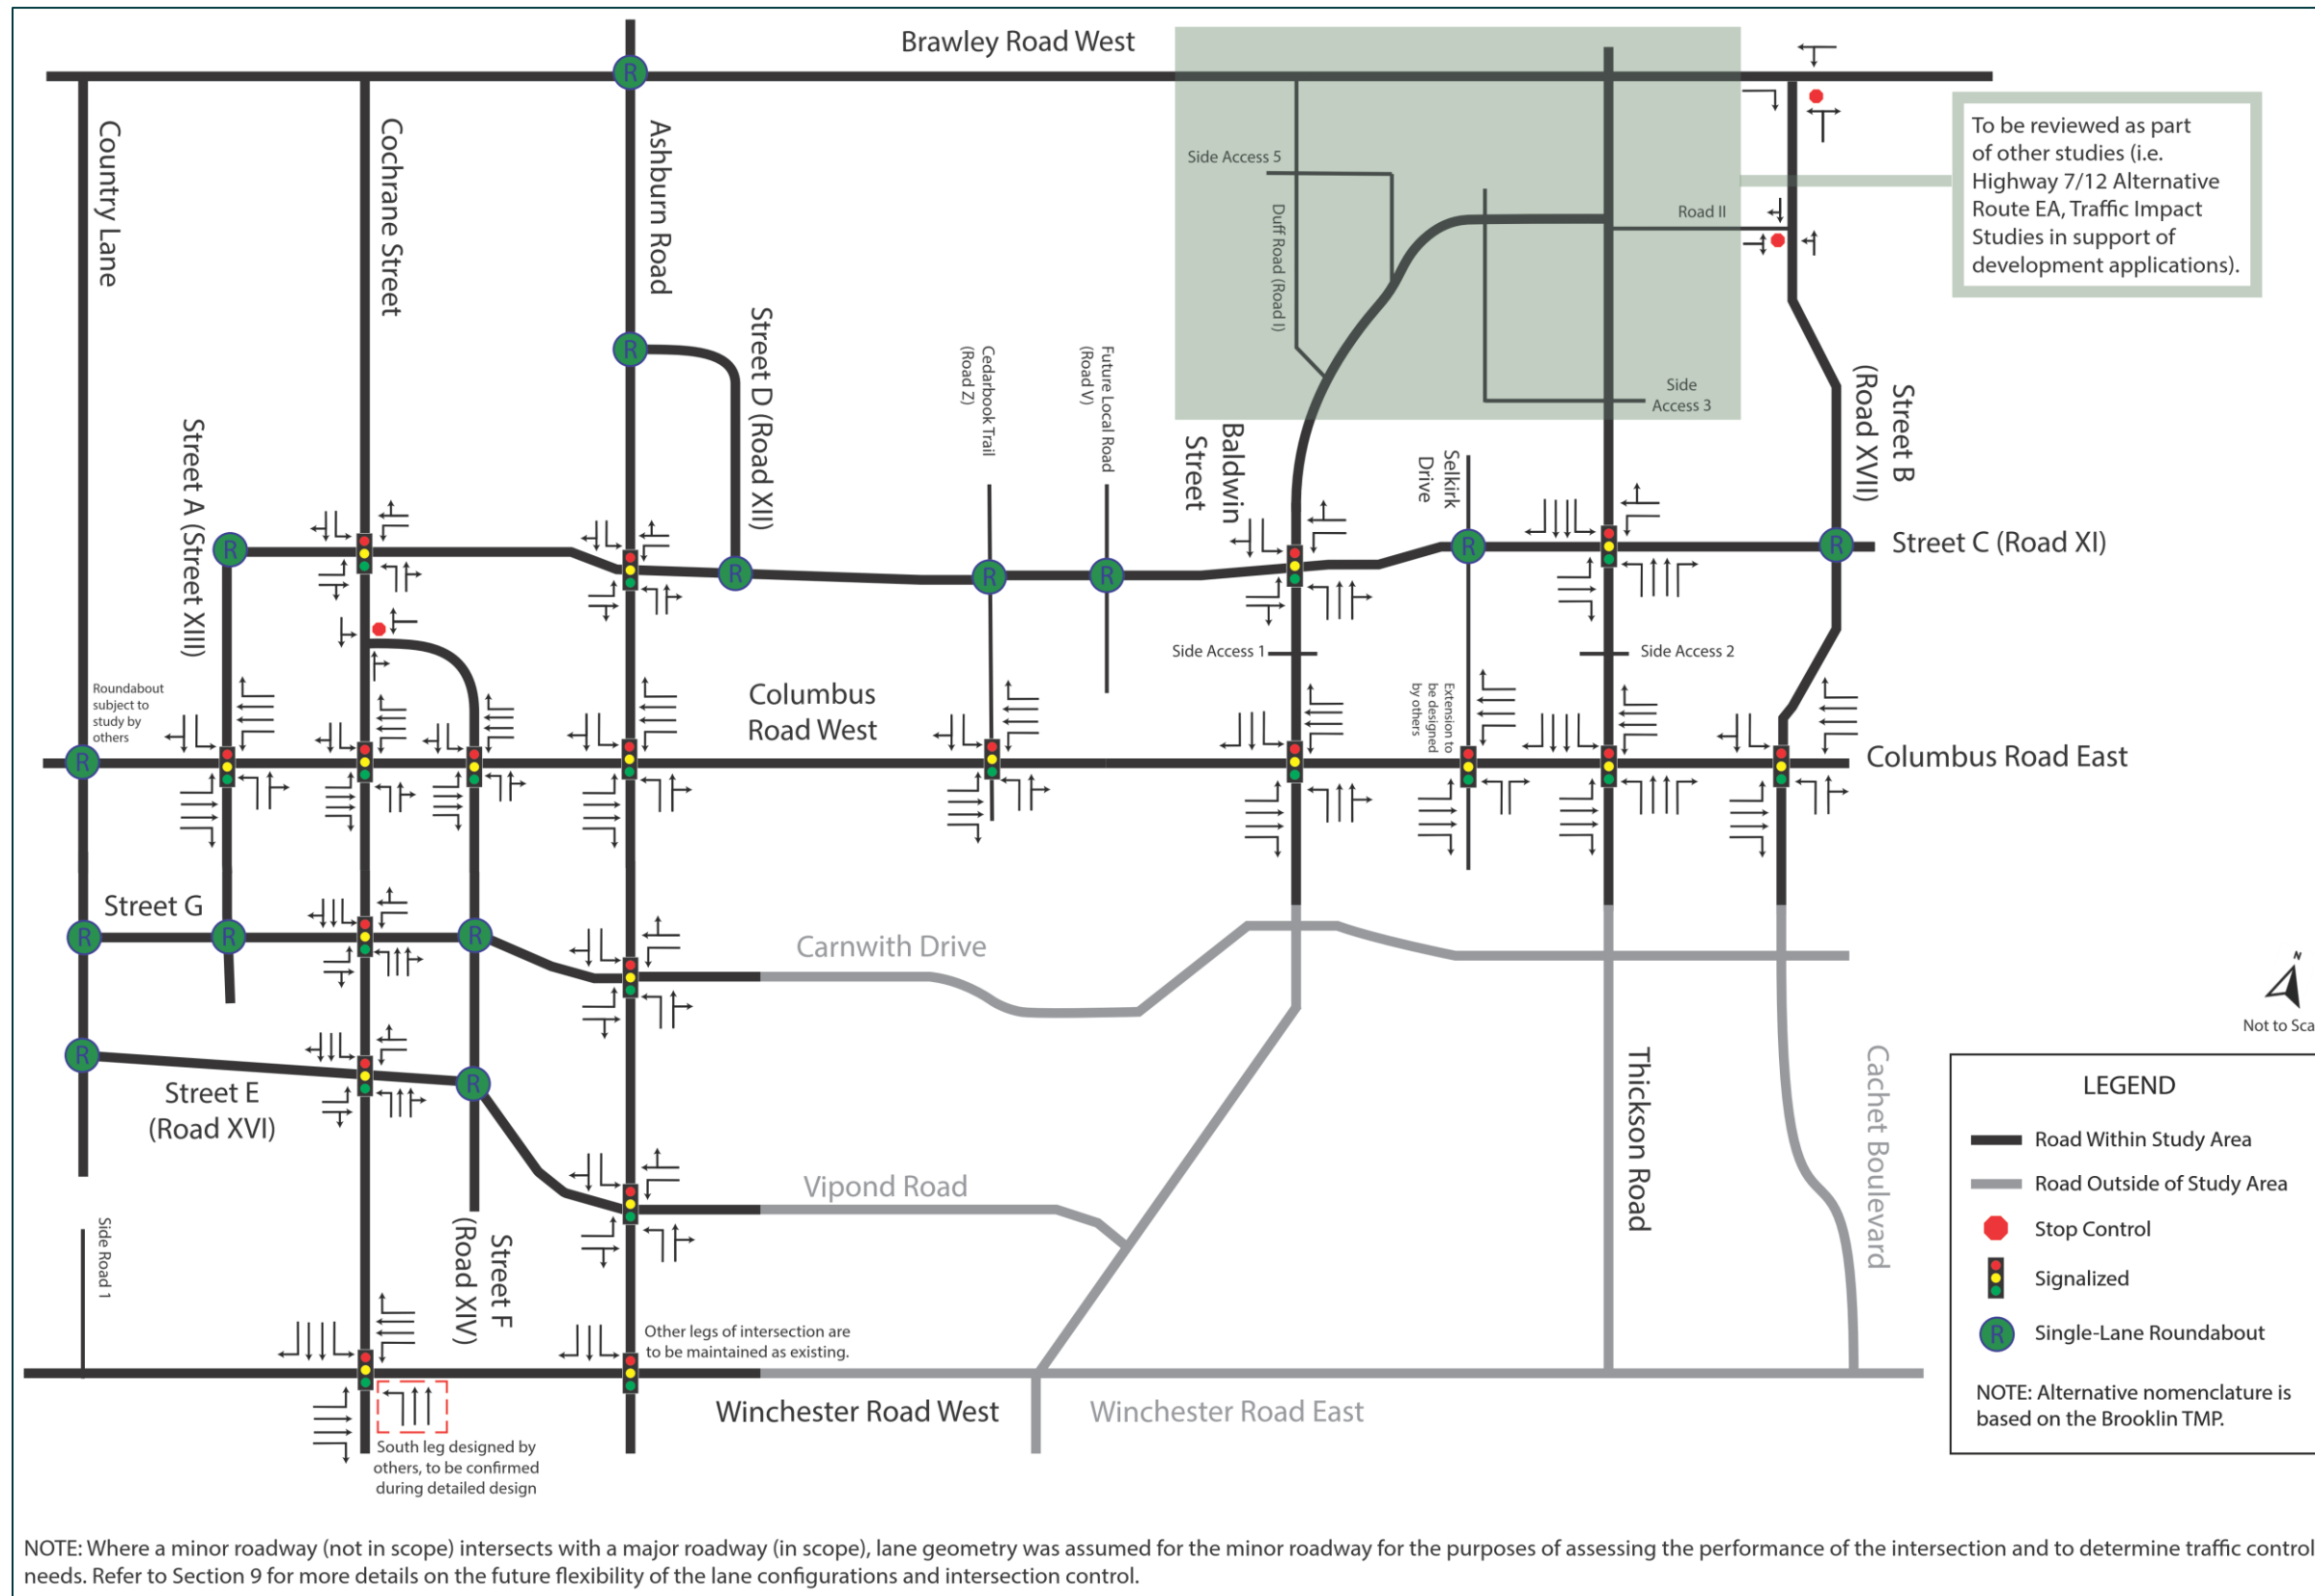 Brawley Road West
To be reviewed as part
of other studies (i.e.
Highway 7/12 Alternative
Route EA, Traffic Impact
Studies in support of
development applications).
Country Lane
Cochrane Street
Ashburn Road
Street D (Road XII)
Cedarbook Trail
(Road Z)
Future Local Road
(Road V)
Side Access 5
Duff Road (Road I)
Road II
Side
Access 3
Baldwin
Street
Selkirk
Drive
Street B
(Road XVII)
Street A (Street XIII)
Street C (Road XI)
Side Access 1
Side Access 2
Roundabout
subject to
study by
others
Columbus
Road West
Extension to
be designed
by others
Columbus Road East
Street G
Carnwith Drive
Street E
(Road XVI)
Vipond Road
Thickson Road
Cachet Boulevard
Side Road 1
Street F
(Road XIV)
Other legs of intersection are
to be maintained as existing.
Winchester Road West
Winchester Road East
South leg designed by
others, to be confirmed
during detailed design
N
Not to Sca
LEGEND
Road Within Study Area
Road Outside of Study Area
Stop Control
Signalized
R
Single-Lane Roundabout
NOTE: Alternative nomenclature is
based on the Brooklin TMP.
R
R
R
R
R
R
R
R
R
R
R
R
R
R
NOTE: Where a minor roadway (not in scope) intersects with a major roadway (in scope), lane geometry was assumed for the minor roadway for the purposes of assessing the performance of the intersection and to determine traffic control
needs. Refer to Section 9 for more details on the future flexibility of the lane configurations and intersection control.